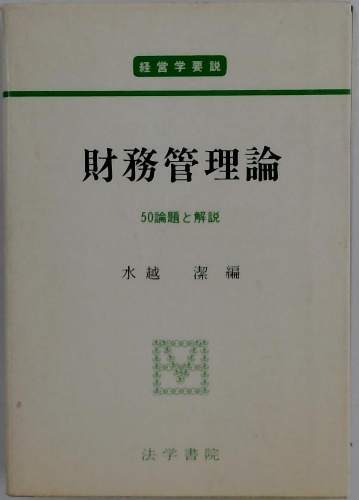 経営学要説
財務管理論
50論題と解説
水越 潔 編
法学書院